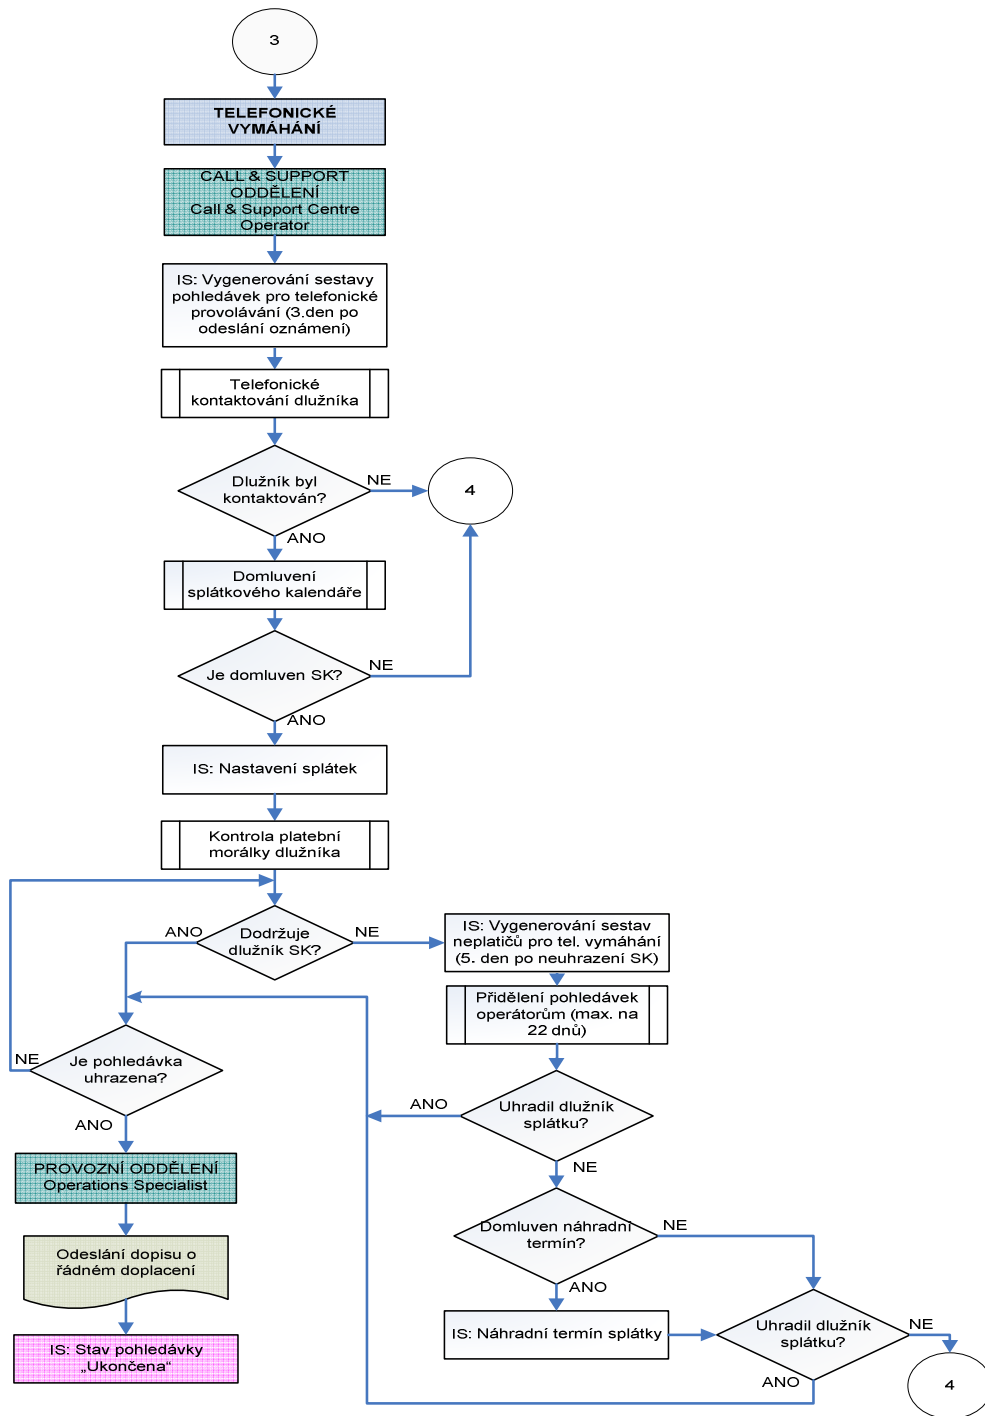 3
TELEFONICKÉ
VYMÁHÁNÍ
CALL & SUPPORT
ODDĚLENÍ
Call & Support Centre
Operator
IS: Vygenerování sestavy
pohledávek pro telefonické
provolávání (3.den po
odeslání oznámení)
Telefonické
kontaktování dlužníka
Dlužník byl
kontaktován?
NE
4
ANO
Domluvení
splátkového kalendáře
Je domluven SK?
NE
ANO
IS: Nastavení splátek
Kontrola platební
morálky dlužníka
Dodržuje
dlužník SK?
ANO
NE
IS: Vygenerování sestav
neplatičů pro tel. vymáhání
(5. den po neuhrazení SK)
Přidělení pohledávek
operátorům (max. na
22 dnů)
Je pohledávka
uhrazena?
NE
ANO
Uhradil dlužník
splátku?
ANO
NE
PROVOZNÍ ODDĚLENÍ
Operations Specialist
Domluven náhradní
termín?
NE
ANO
Odeslání dopisu o
řádném doplacení
IS: Náhradní termín splátky
Uhradil dlužník
splátku?
NE
ANO
IS: Stav pohledávky
„Ukončena“
4